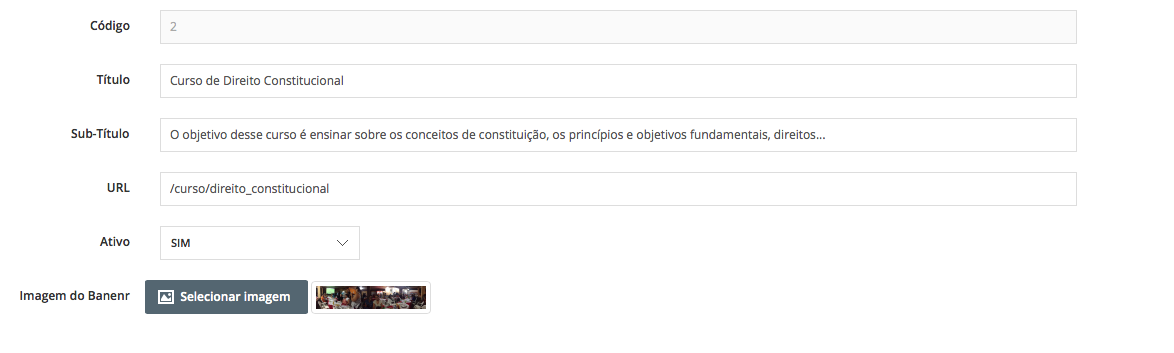 Código 2
Título Curso de Direito Constitucional
Sub-Título O objetivo desse curso é ensinar sobre os conceitos de constituição, os princípios e objetivos fundamentais, direitos...
URL /curso/direito_constitucional
Ativo SIM
Imagem do Banenr Selecionar imagem